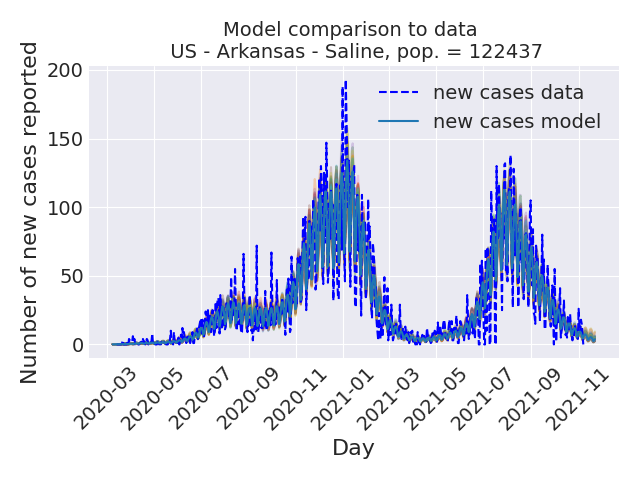 Model comparison to data
US - Arkansas - Saline, pop. = 122437
Number of new cases reported
200
150
100
50
0
new cases data
new cases model
2020-03
2020-05
2020-07
2020-09
2020-11
2021-01
2021-03
2021-05
2021-07
2021-09
2021-11
Day